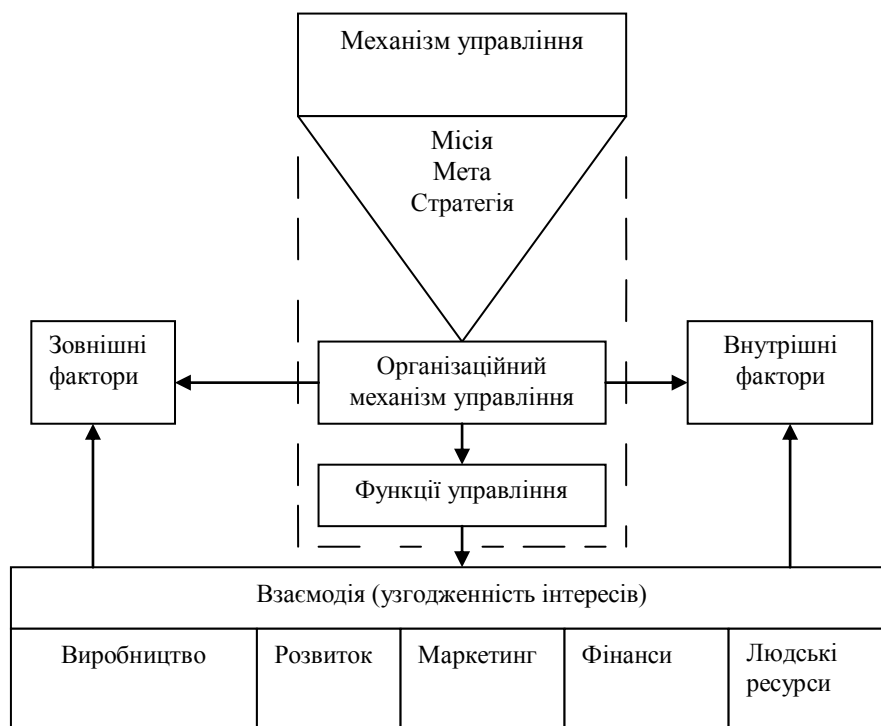 Механізм управління
Місія
Мета
Стратегія
Зовнішні
фактори
Організаційний
механізм управління
Внутрішні
фактори
Функції управління
Взаємодія (узгодженність інтересів)
Виробництво
Розвиток
Маркетинг
Фінанси
Людські
ресурси